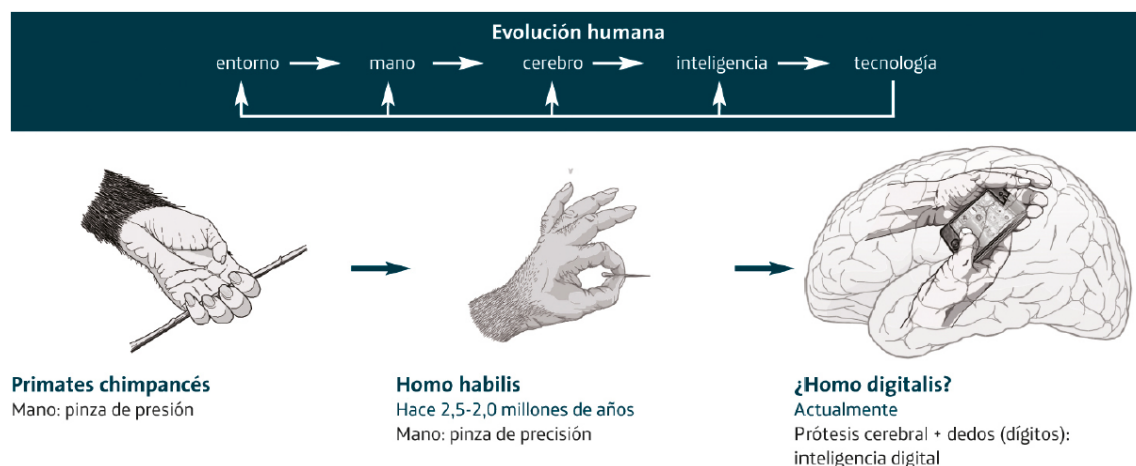 Evolución humana
entorno mano cerebro inteligencia tecnología
Primates chimpancés
Mano: pinza de presión
Homo habilis
Hace 2,5-2,0 millones de años
Mano: pinza de precisión
¿Homo digitalis?
Actualmente
Prótesis cerebral + dedos (dígitos):
inteligencia digital